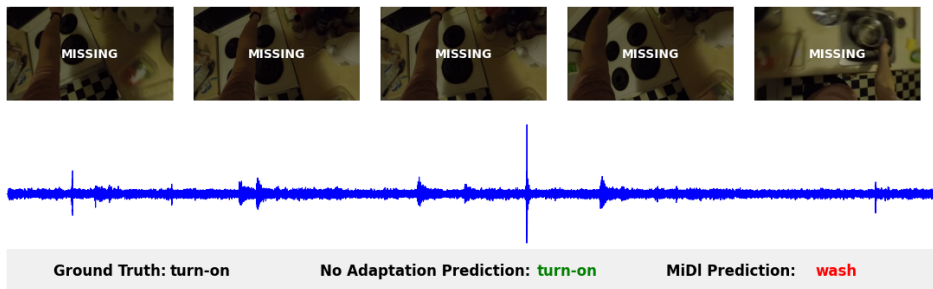 MISSING MISSING MISSING MISSING MISSING
Ground Truth: turn-on No Adaptation Prediction: turn-on MiDl Prediction: wash